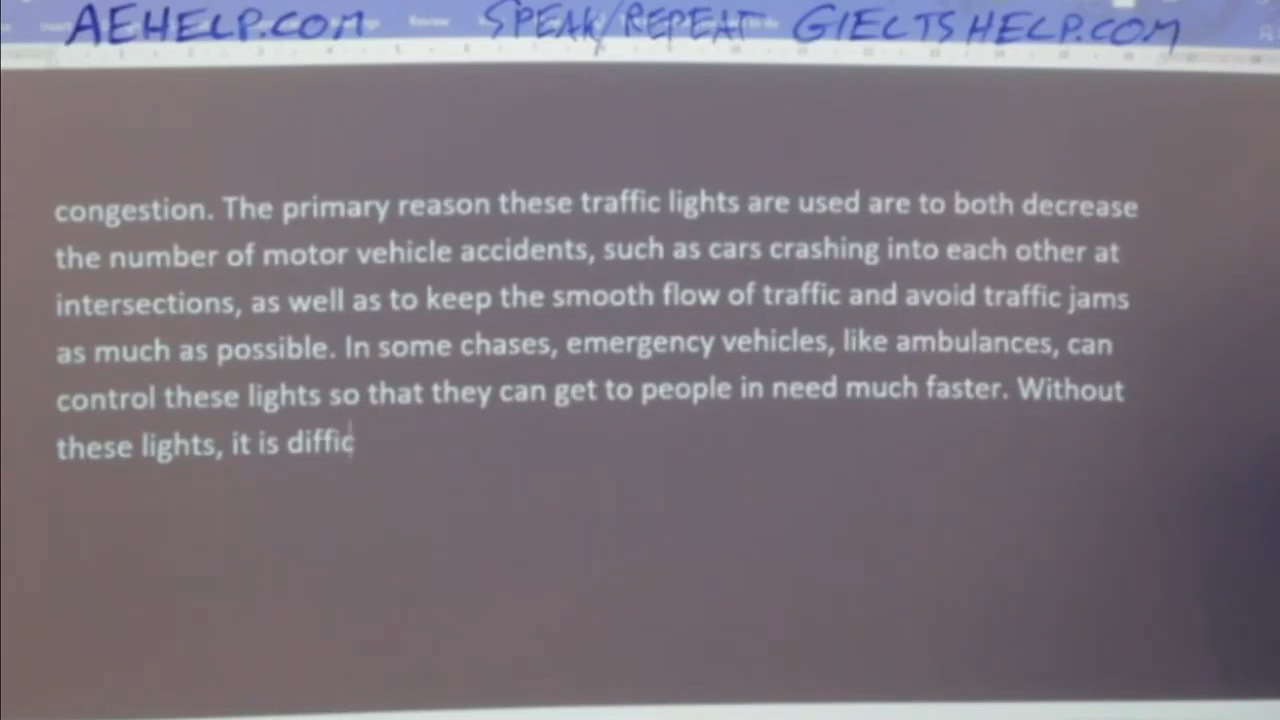 AEHELP.COM SPEAK/REPEAT GIELTSHELP.COM
Review
congestion. The primary reason these traffic lights are used are to both decrease
the number of motor vehicle accidents, such as cars crashing into each other at
intersections, as well as to keep the smooth flow of traffic and avoid traffic jams
as much as possible. In some chases, emergency vehicles, like ambulances, can
control these lights so that they can get to people in need much faster. Without
these lights, it is diffic